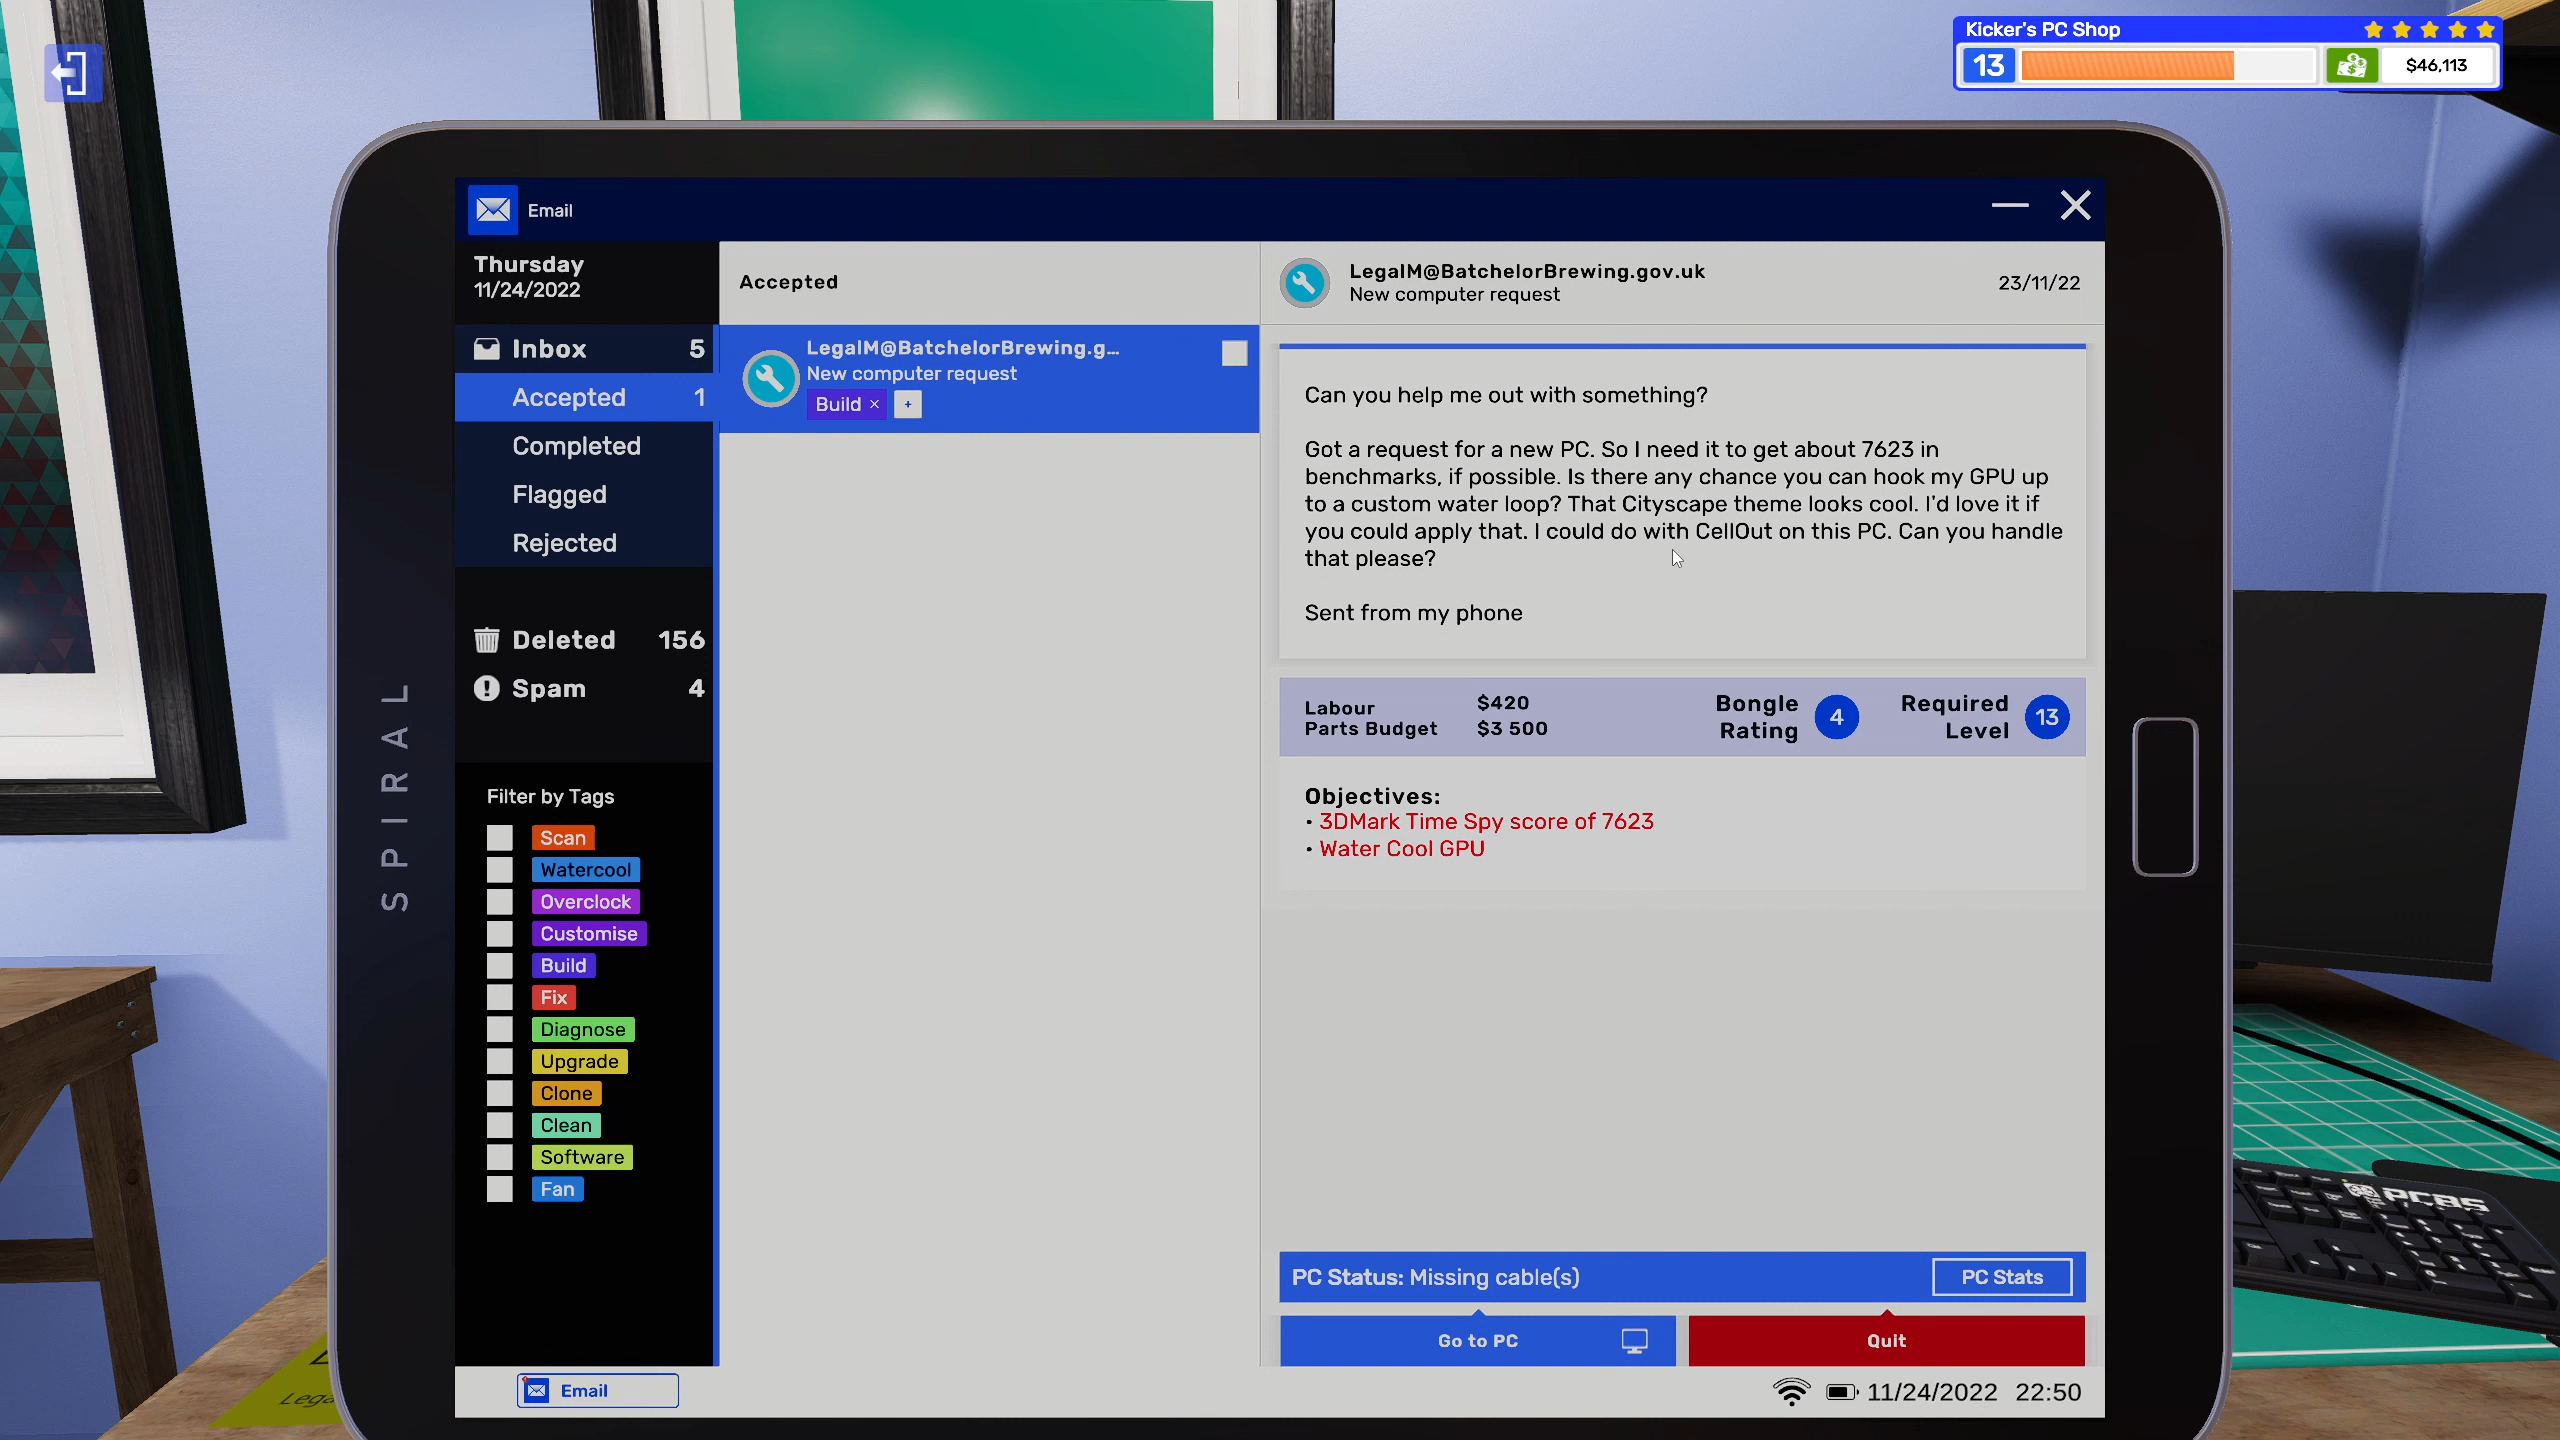 Kicker's PC Shop
13
$46,113
Email
Thursday
11/24/2022
Inbox 5
Accepted 1
Completed
Flagged
Rejected
Deleted 156
Spam 4
Filter by Tags
Scan
Watercool
Overclock
Customise
Build
Fix
Diagnose
Upgrade
Clone
Clean
Software
Fan
Accepted
LegalM@BatchelorBrewing.g...
New computer request
Build × +
LegalM@BatchelorBrewing.gov.uk
New computer request
23/11/22
Can you help me out with something?
Got a request for a new PC. So I need it to get about 7623 in
benchmarks, if possible. Is there any chance you can hook my GPU up
to a custom water loop? That Cityscape theme looks cool. I'd love it if
you could apply that. I could do with CellOut on this PC. Can you handle
that please?
Sent from my phone
Labour $420
Parts Budget $3 500
Bongle
Rating
4
Required
Level
13
Objectives:
• 3DMark Time Spy score of 7623
• Water Cool GPU
PC Status: Missing cable(s)
PC Stats
Go to PC
Quit
Email
11/24/2022 22:50
SPIRAL
PCBS